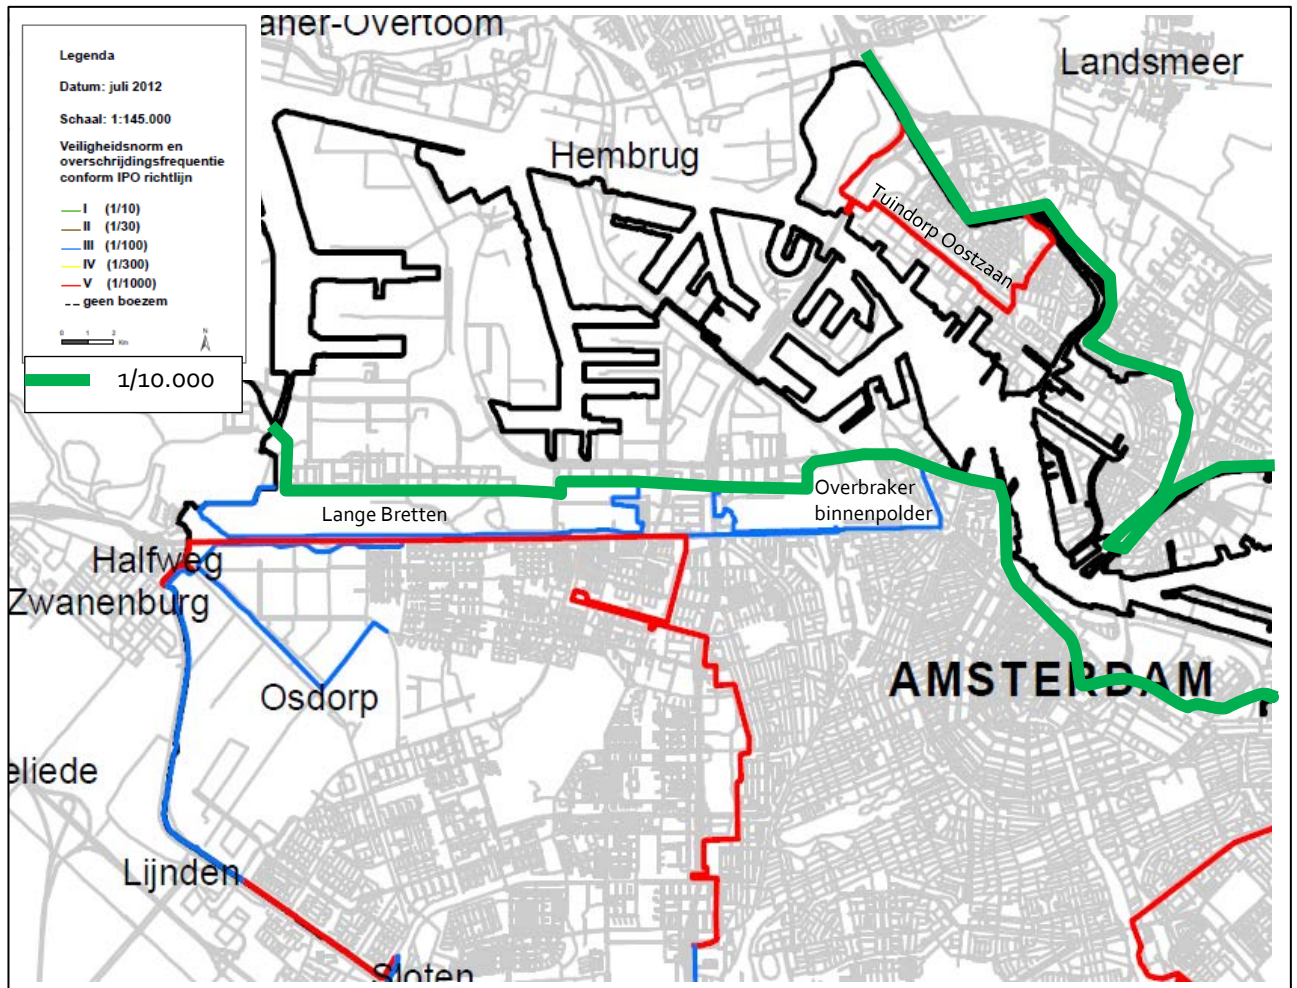 Legenda
Datum: juli 2012
Schaal: 1:145.000
Veiligheidsnorm en
overschrijdingsfrequentie
conform IPO richtlijn
I (1/10)
II (1/30)
III (1/100)
IV (1/300)
V (1/1000)
geen boezem
0 1 2
Km
N
1/10.000
aner-Overtoom
Landsmeer
Hembrug
Tuindorp Oostzaan
Lange Bretten
Overbraker
binnenpolder
Halfweg
Zwanenburg
Osdorp
AMSTERDAM
eliede
Lijnden
Sloten